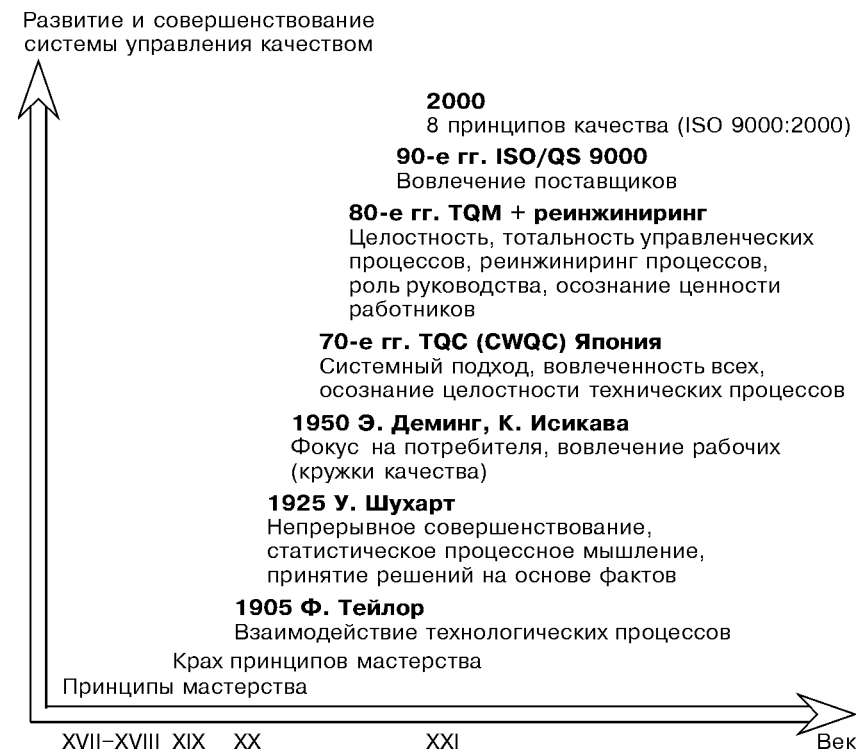 Развитие и совершенствование
системы управления качеством
2000
8 принципов качества (ISO 9000:2000)
90-е гг. ISO/QS 9000
Вовлечение поставщиков
80-е гг. TQM + реинжиниринг
Целостность, тотальность управленческих
процессов, реинжиниринг процессов,
роль руководства, осознание ценности
работников
70-е гг. TQC (CWQC) Япония
Системный подход, вовлеченность всех,
осознание целостности технических процессов
1950 Э. Деминг, К. Исикава
Фокус на потребителя, вовлечение рабочих
(кружки качества)
1925 У. Шухарт
Непрерывное совершенствование,
статистическое процессное мышление,
принятие решений на основе фактов
1905 Ф. Тейлор
Взаимодействие технологических процессов
Крах принципов мастерства
Принципы мастерства
XVII–XVIII XIX XX XXI Век